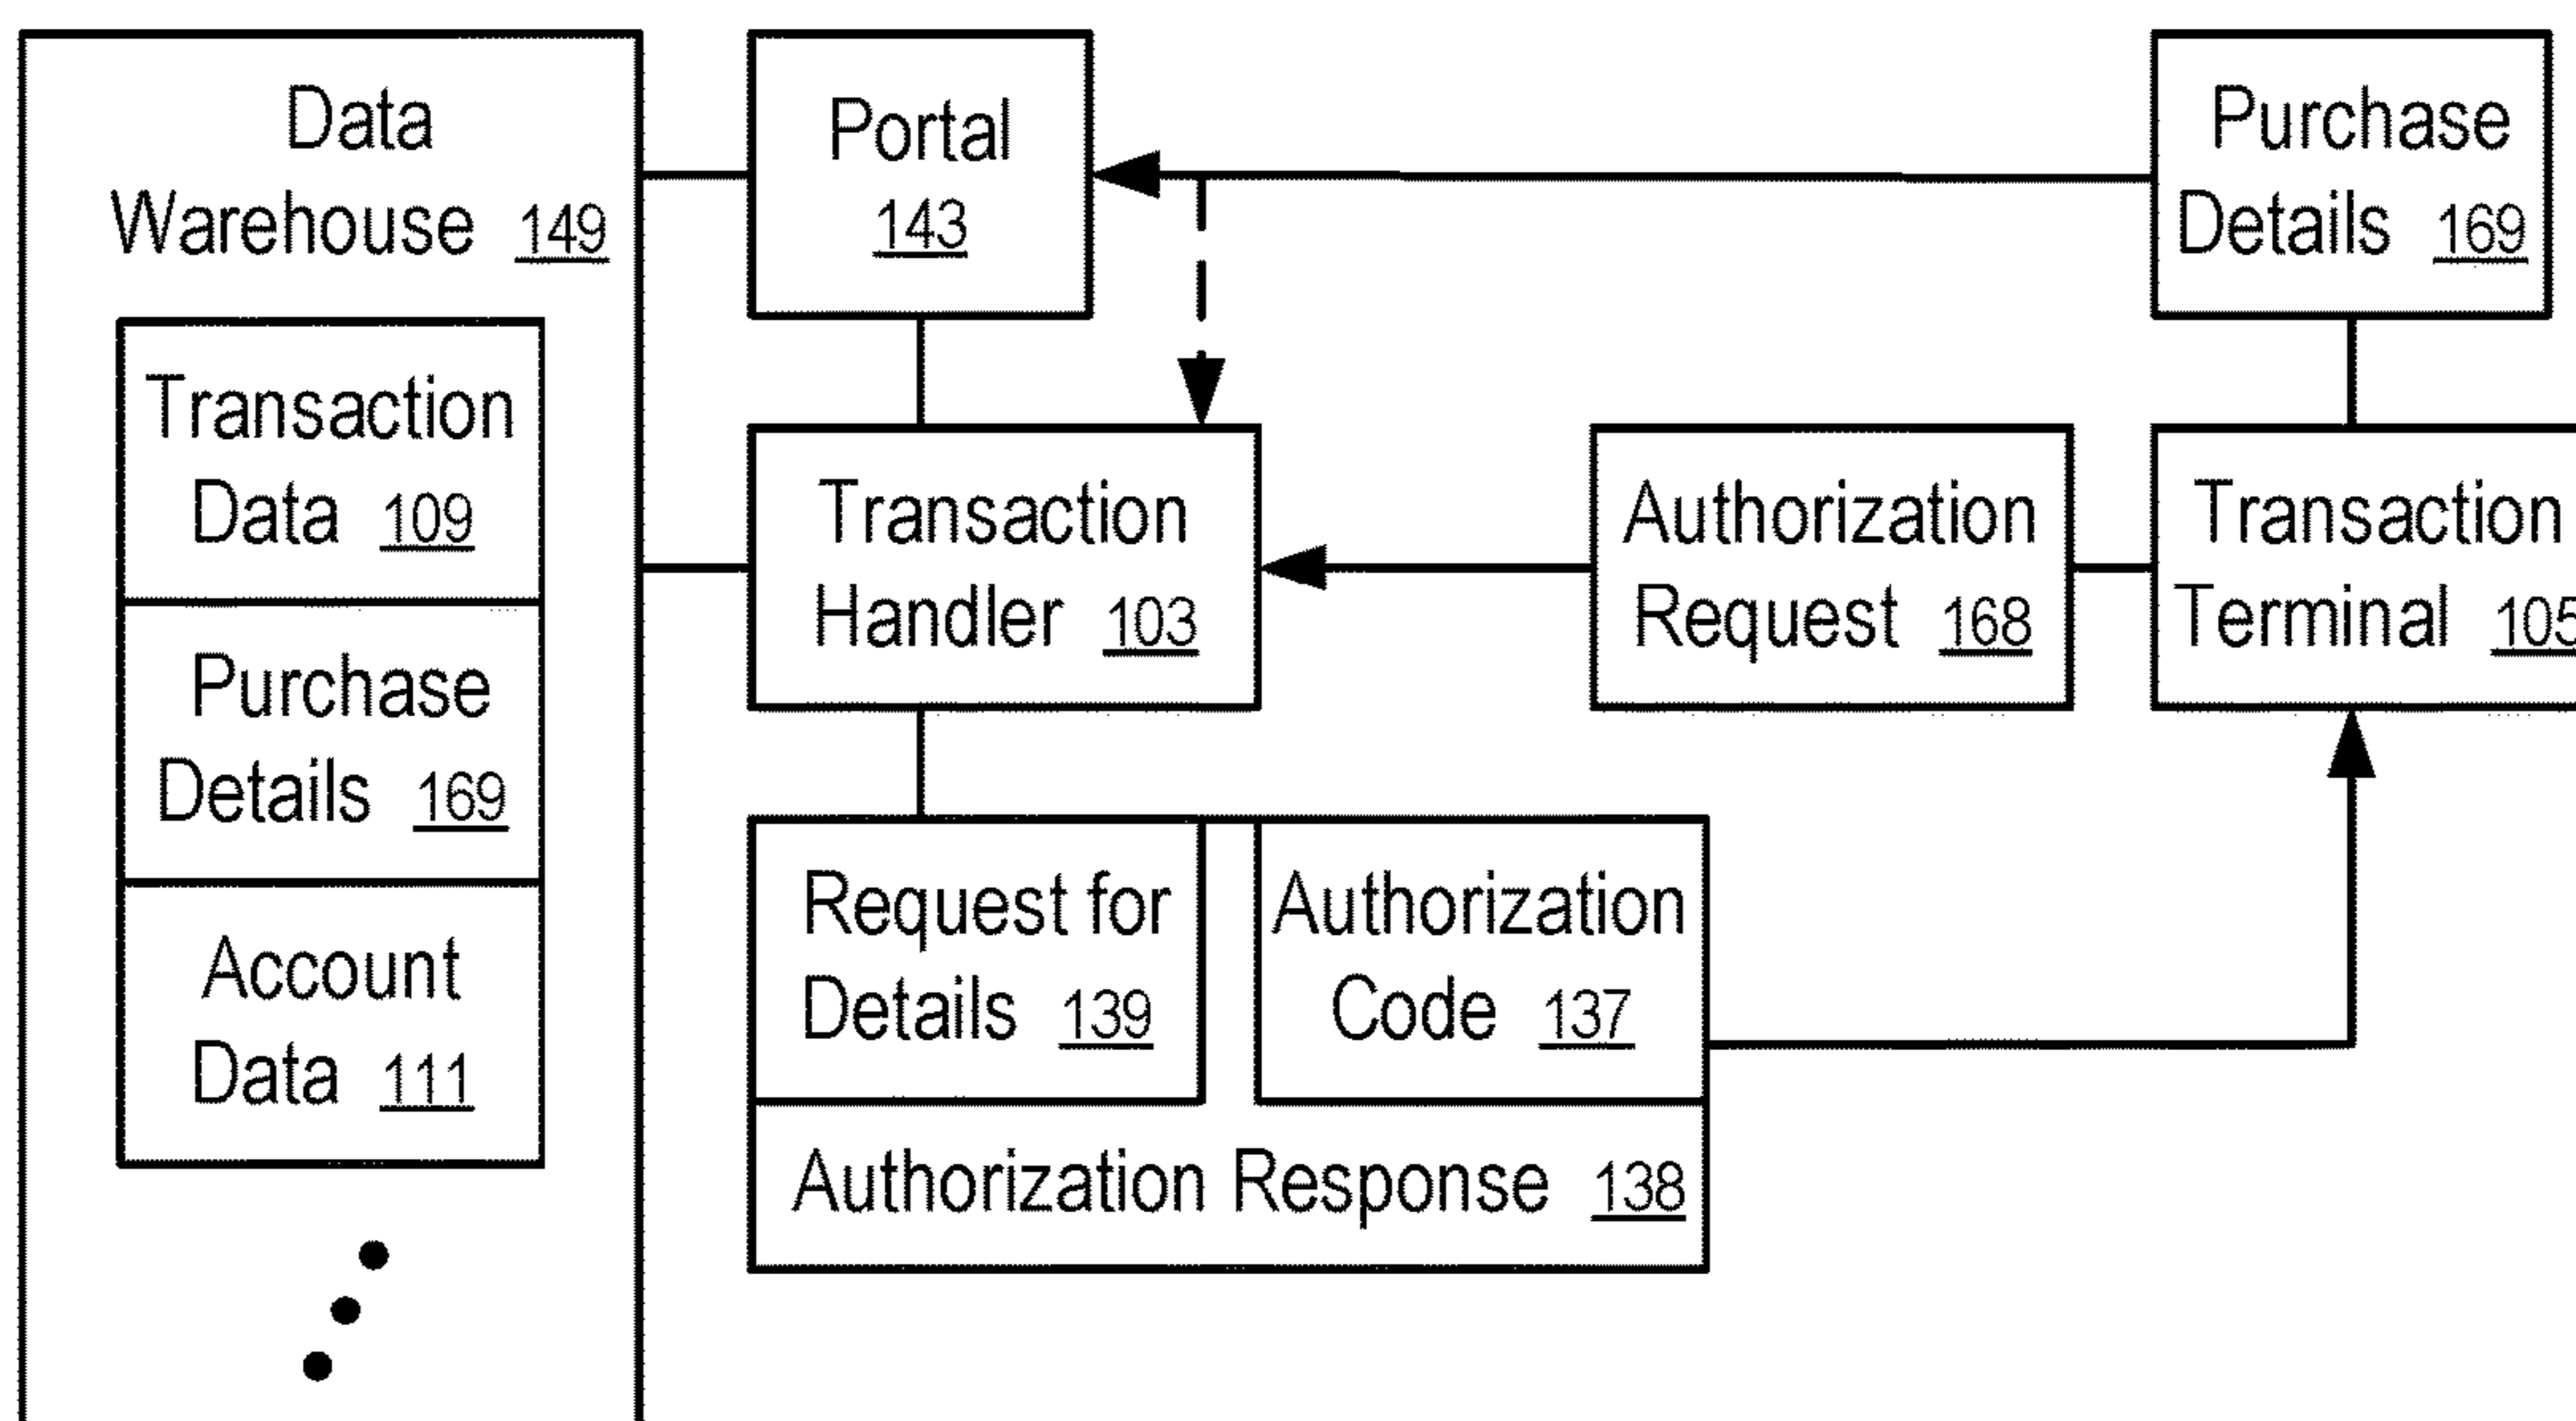 Data
Warehouse 149
Transaction
Data 109
Purchase
Details 169
Account
Data 111
Portal
143
Purchase
Details 169
Transaction
Handler 103
Authorization
Request 168
Transaction
Terminal 105
Request for
Details 139
Authorization
Code 137
Authorization Response 138